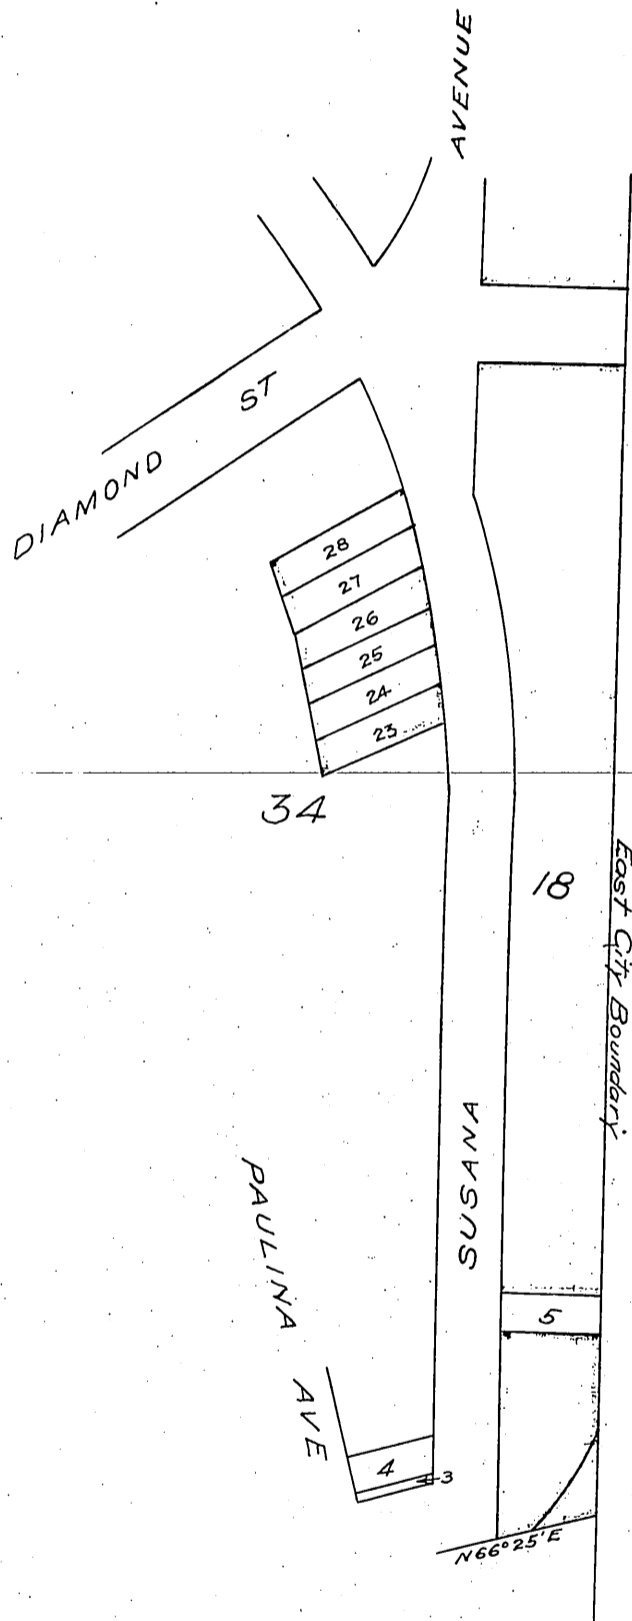 AVENUE
DIAMOND ST
28
27
26
25
24
23
34
18
East City Boundary
SUSANA
PAULINA AVE
5
4
3
N66°25'E